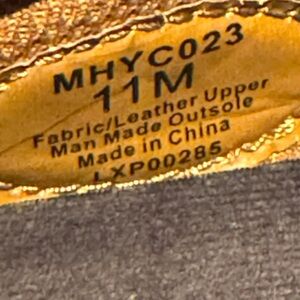 MHYC023
11M
Fabric/Leather Upper
Man Made Outsole
Made in China
LXP00285